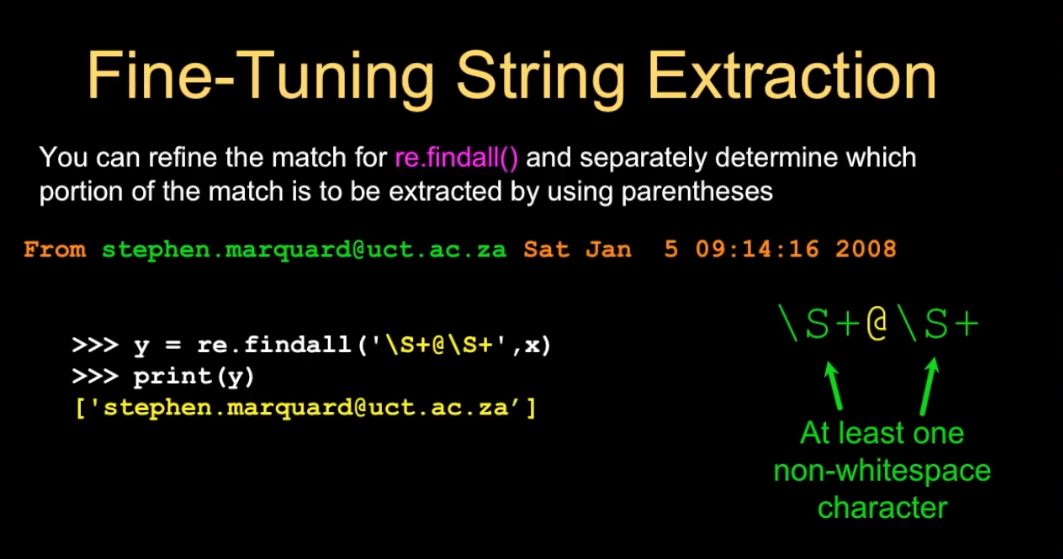 Fine-Tuning String Extraction
You can refine the match for re.findall() and separately determine which
portion of the match is to be extracted by using parentheses
From stephen.marquard@uct.ac.za Sat Jan  5 09:14:16 2008
>>> y = re.findall('\S+@\S+',x)
>>> print(y)
['stephen.marquard@uct.ac.za’]
\S+@\S+
At least one
non-whitespace
character